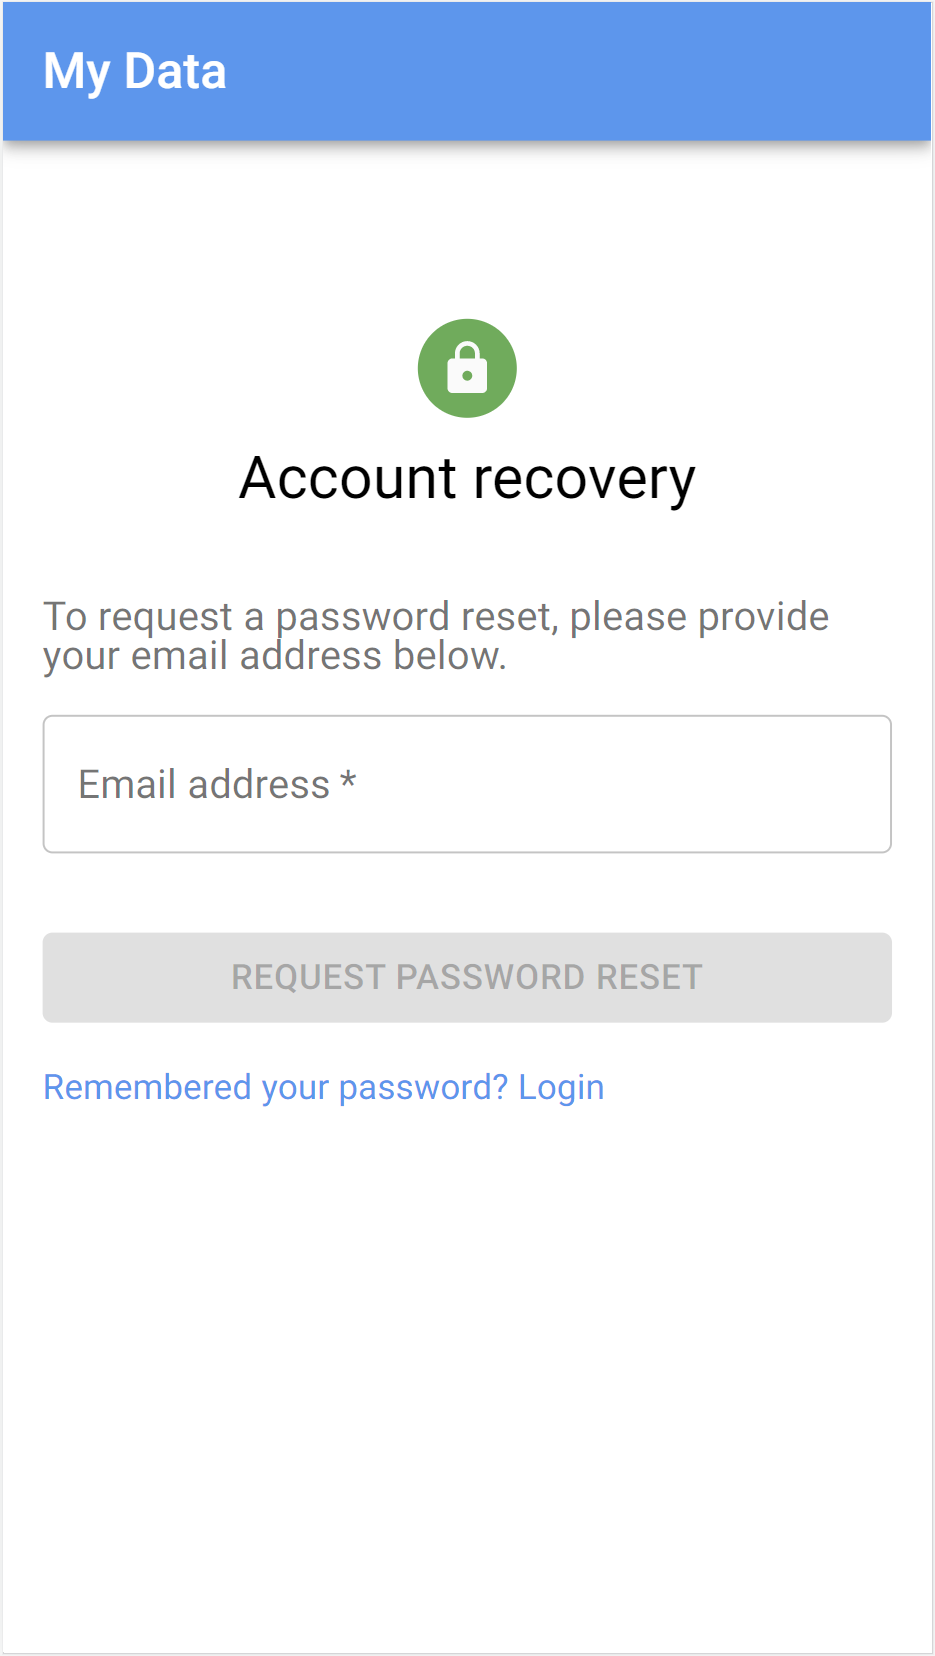 My Data
Account recovery
To request a password reset, please provide
your email address below.
Email address *
REQUEST PASSWORD RESET
Remembered your password? Login